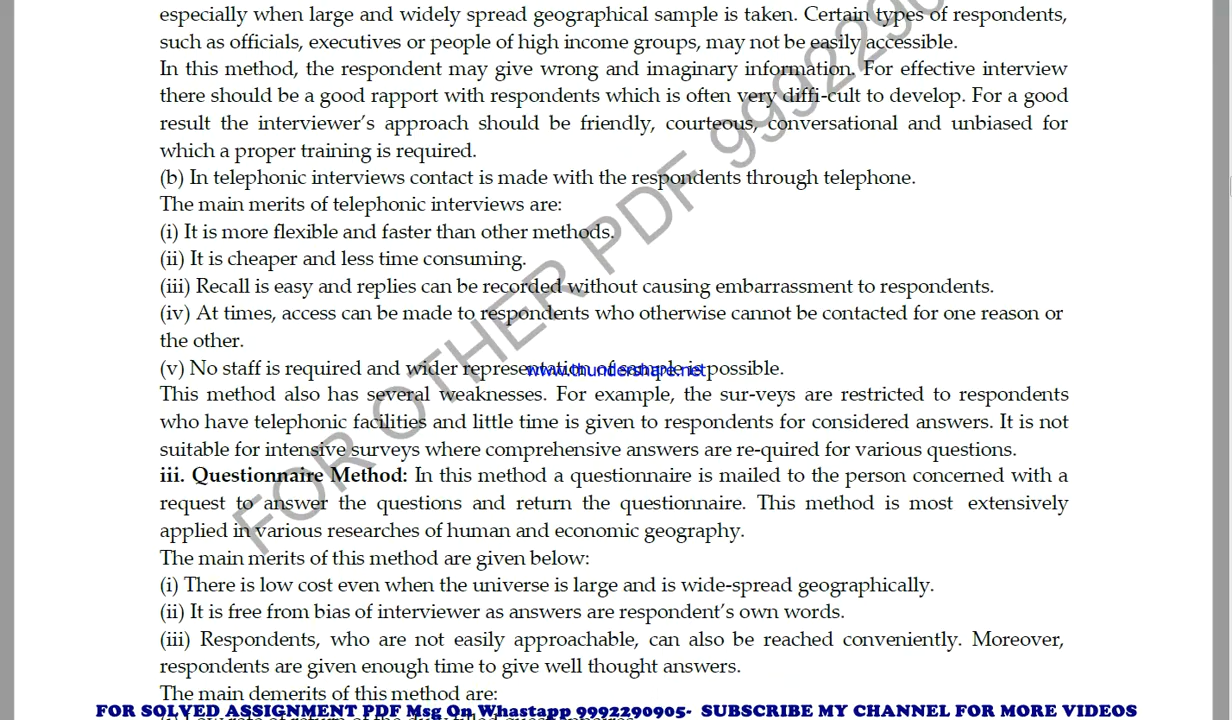 especially when large and widely spread geographical sample is taken. Certain types of respondents,
such as officials, executives or people of high income groups, may not be easily accessible.
In this method, the respondent may give wrong and imaginary information. For effective interview
there should be a good rapport with respondents which is often very diffi-cult to develop. For a good
result the interviewer's approach should be friendly, courteous, conversational and unbiased for
which a proper training is required.
(b) In telephonic interviews contact is made with the respondents through telephone.
The main merits of telephonic interviews are:
(i) It is more flexible and faster than other methods.
(ii) It is cheaper and less time consuming.
(iii) Recall is easy and replies can be recorded without causing embarrassment to respondents.
(iv) At times, access can be made to respondents who otherwise cannot be contacted for one reason or
the other.
(v) No staff is required and wider representation of sample is possible.
www.thundershare.net
This method also has several weaknesses. For example, the sur-veys are restricted to respondents
who have telephonic facilities and little time is given to respondents for considered answers. It is not
suitable for intensive surveys where comprehensive answers are re-quired for various questions.
iii. Questionnaire Method: In this method a questionnaire is mailed to the person concerned with a
request to answer the questions and return the questionnaire. This method is most extensively
applied in various researches of human and economic geography.
The main merits of this method are given below:
(i) There is low cost even when the universe is large and is wide-spread geographically.
(ii) It is free from bias of interviewer as answers are respondent's own words.
(iii) Respondents, who are not easily approachable, can also be reached conveniently. Moreover,
respondents are given enough time to give well thought answers.
The main demerits of this method are:
FOR SOLVED ASSIGNMENT PDF Msg On Whastapp 9992290905- SUBSCRIBE MY CHANNEL FOR MORE VIDEOS
FOR OTHER PDF 9992290